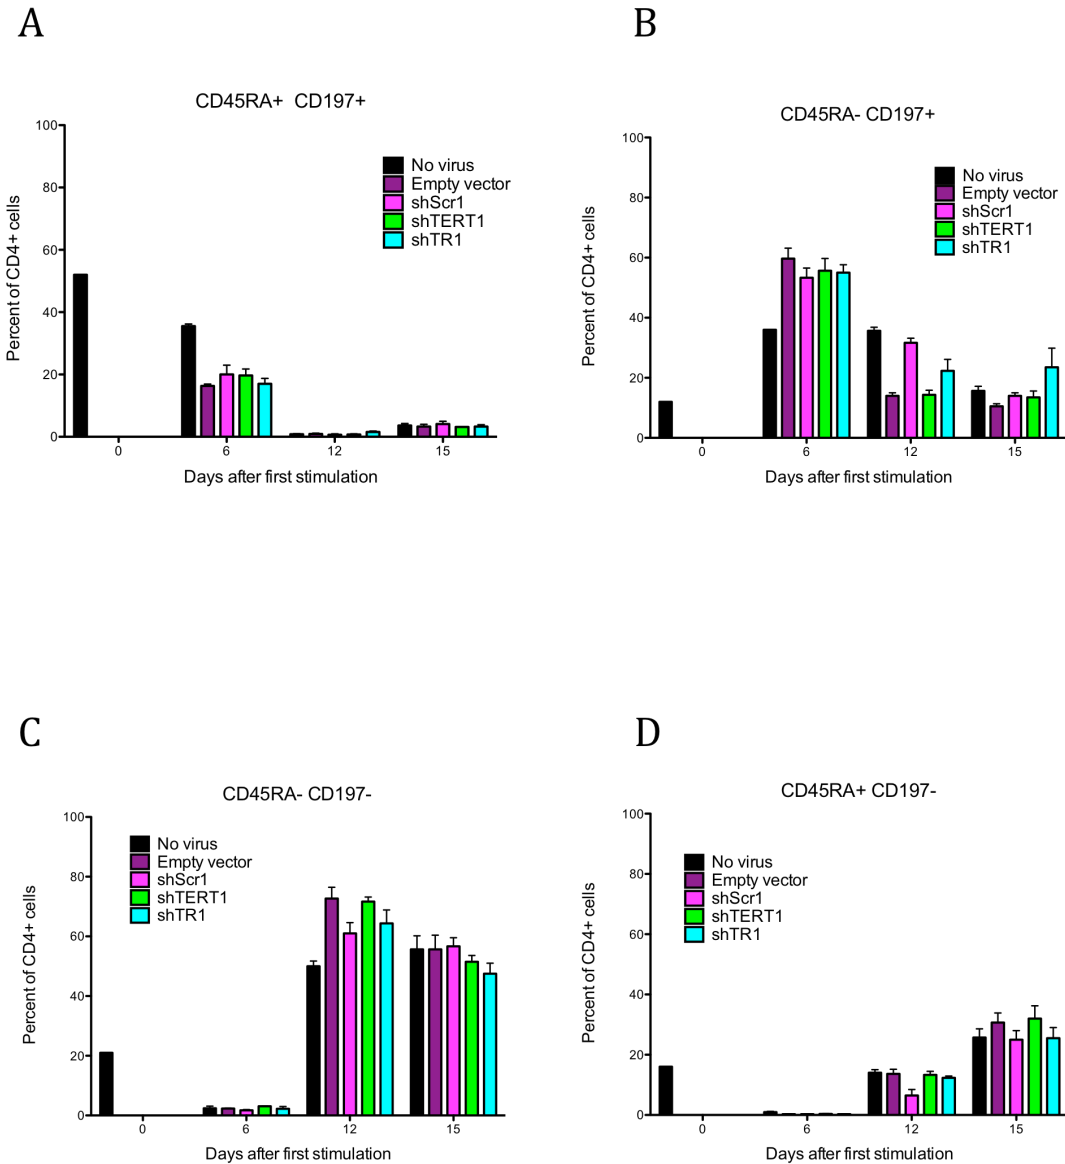 A
CD45RA+ CD197+
100
80
60
40
20
0
Percent of CD4+ cells
No virus
Empty vector
shScr1
shTERT1
shTR1
0 6 12 15
Days after first stimulation
B
CD45RA- CD197+
100
80
60
40
20
0
Percent of CD4+ cells
No virus
Empty vector
shScr1
shTERT1
shTR1
0 6 12 15
Days after first stimulation
C
CD45RA- CD197-
100
80
60
40
20
0
Percent of CD4+ cells
No virus
Empty vector
shScr1
shTERT1
shTR1
0 6 12 15
Days after first stimulation
D
CD45RA+ CD197-
100
80
60
40
20
0
Percent of CD4+ cells
No virus
Empty vector
shScr1
shTERT1
shTR1
0 6 12 15
Days after first stimulation